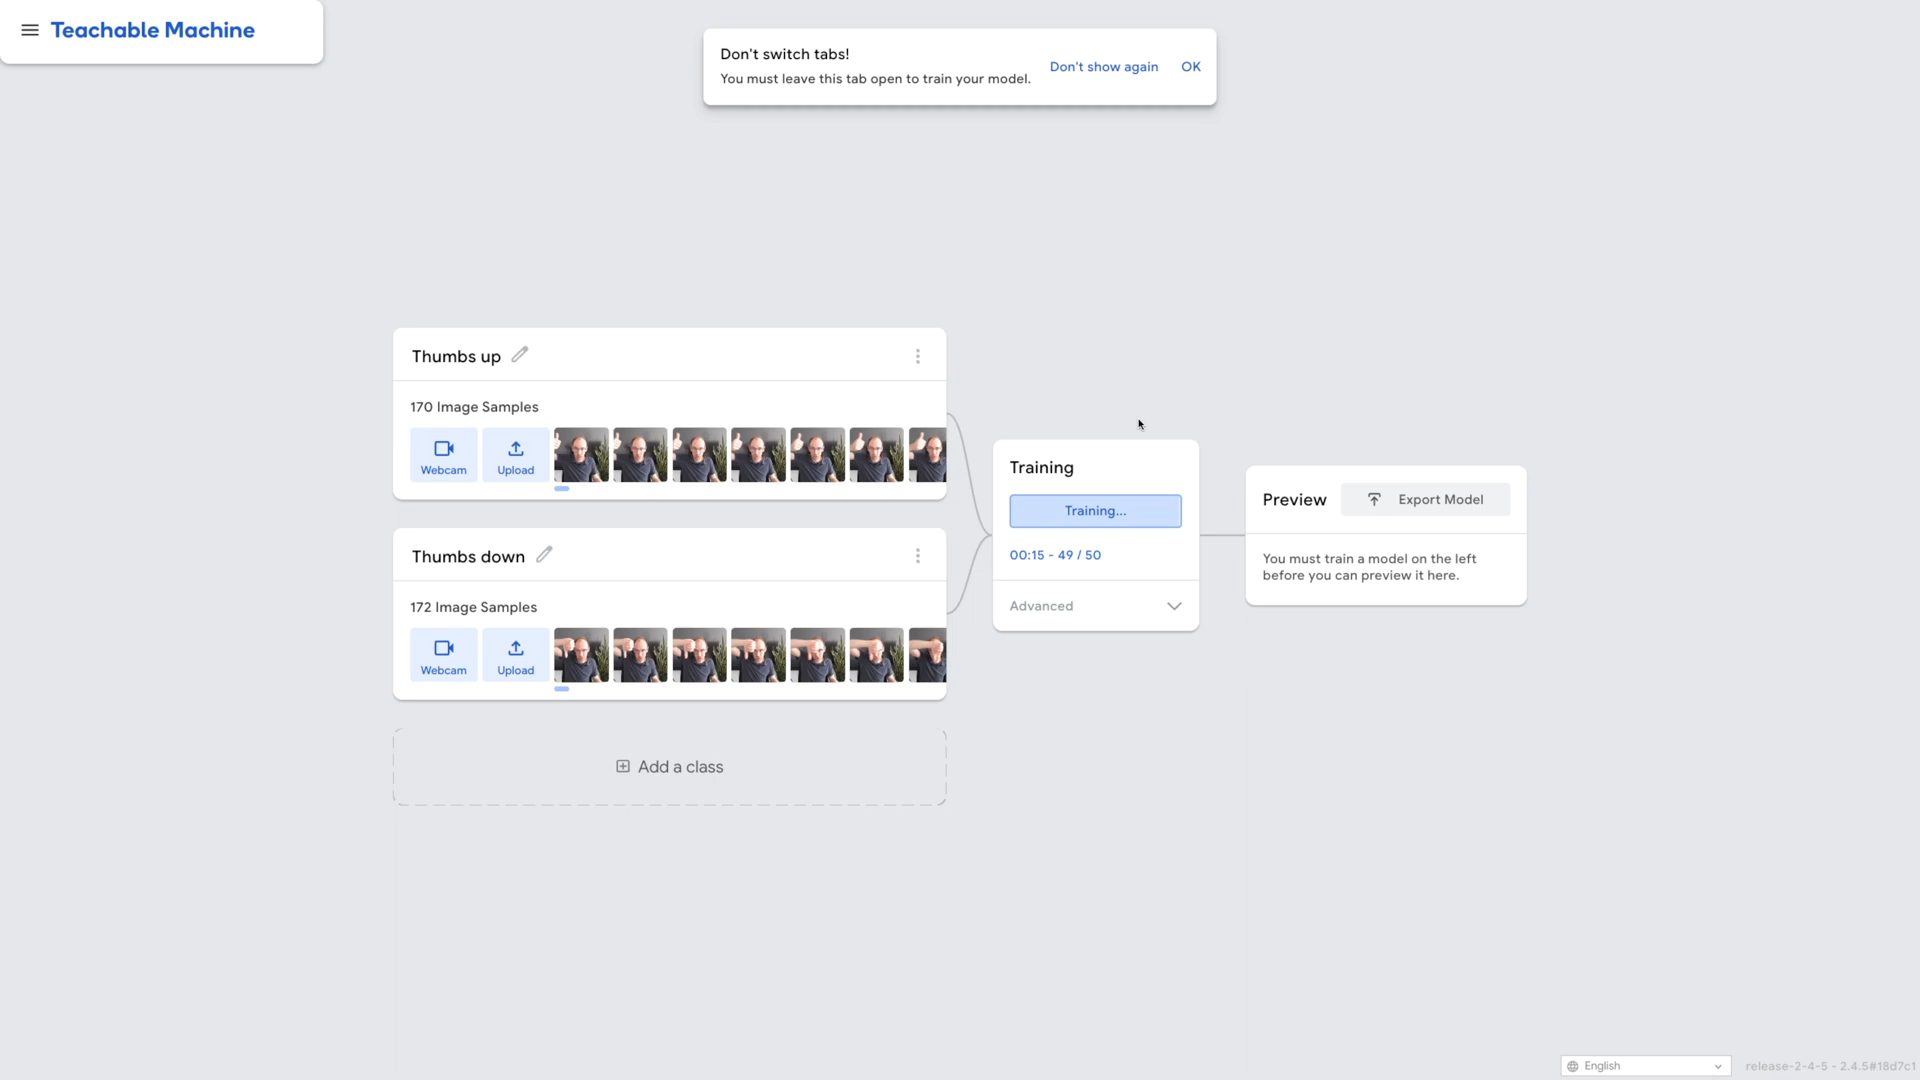 Teachable Machine
Don't switch tabs!
You must leave this tab open to train your model.
Don't show again
OK
Thumbs up
170 Image Samples
Webcam
Upload
Thumbs down
172 Image Samples
Webcam
Upload
Add a class
Training
Training...
00:15 - 49 / 50
Advanced
Preview
Export Model
You must train a model on the left
before you can preview it here.
English
release-2-4-5 - 2.4.5#18d7c1